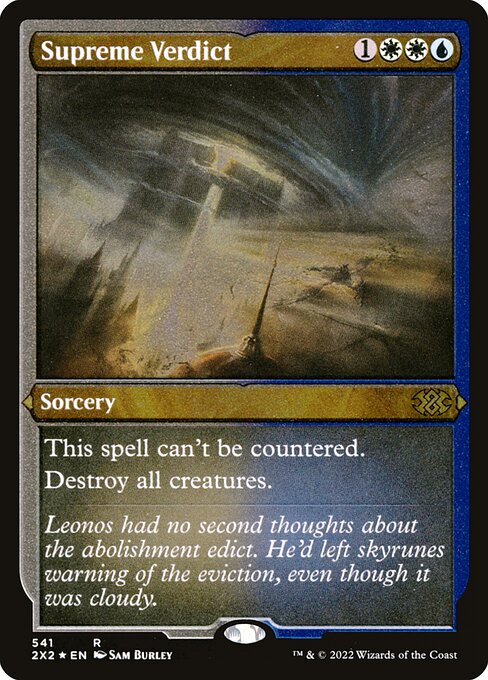 Supreme Verdict 1
Sorcery
This spell can't be countered.
Destroy all creatures.
Leonos had no second thoughts about
the abolishment edict. He'd left skyrunes
warning of the eviction, even though it
was cloudy.
541 R
2X2 ★ EN Sam Burley
™ & © 2022 Wizards of the Coast